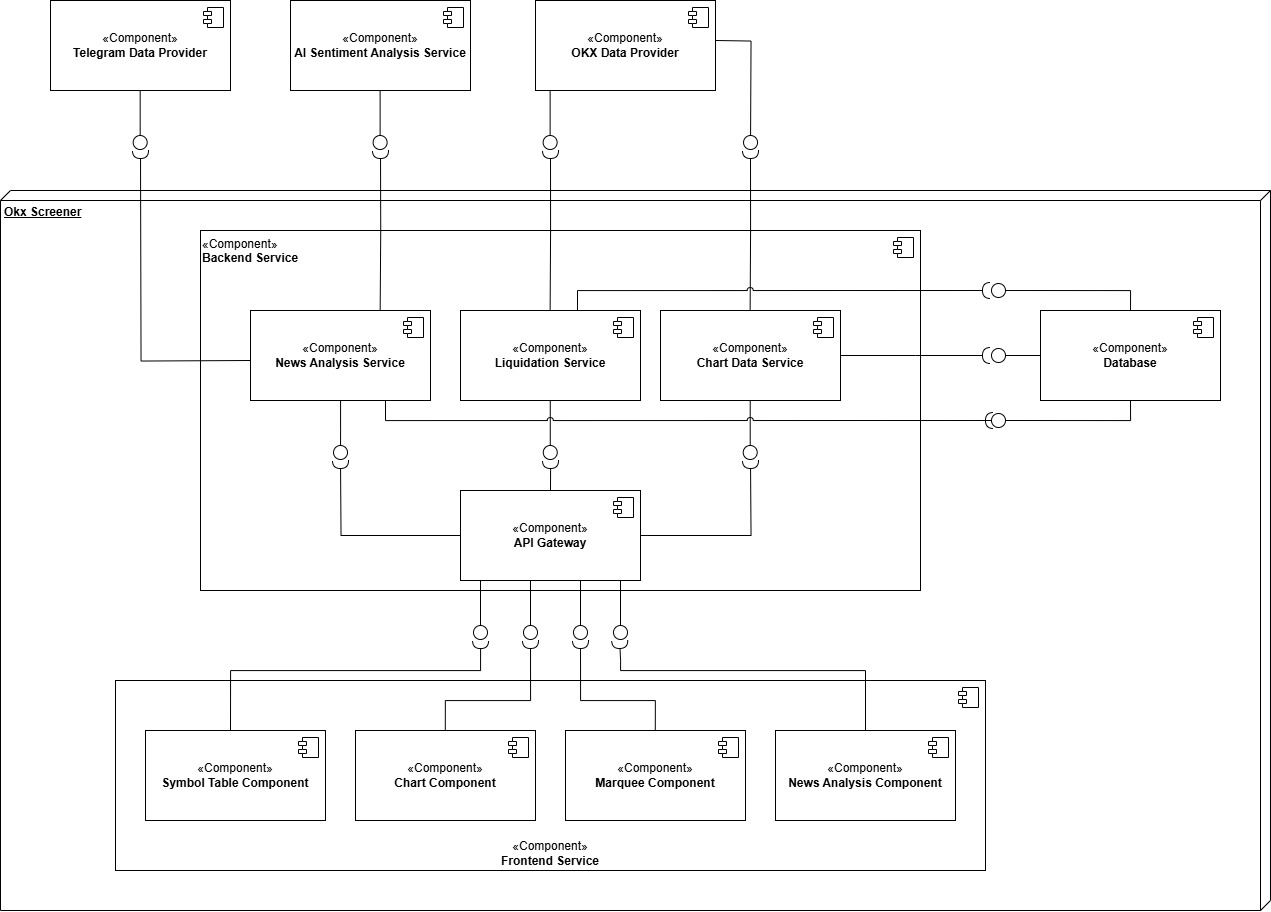 «Component»
Telegram Data Provider
«Component»
AI Sentiment Analysis Service
«Component»
OKX Data Provider
Okx Screener
«Component»
Backend Service
«Component»
News Analysis Service
«Component»
Liquidation Service
«Component»
Chart Data Service
«Component»
Database
«Component»
API Gateway
«Component»
Symbol Table Component
«Component»
Chart Component
«Component»
Marquee Component
«Component»
News Analysis Component
«Component»
Frontend Service